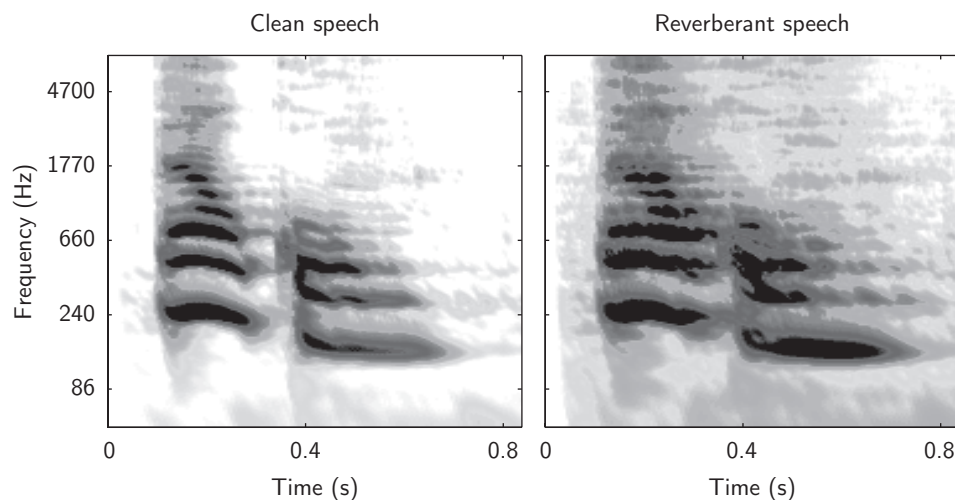 Clean speech
Reverberant speech
Frequency (Hz)
4700
1770
660
240
86
0 0.4 0.8
0 0.4 0.8
Time (s)
Time (s)